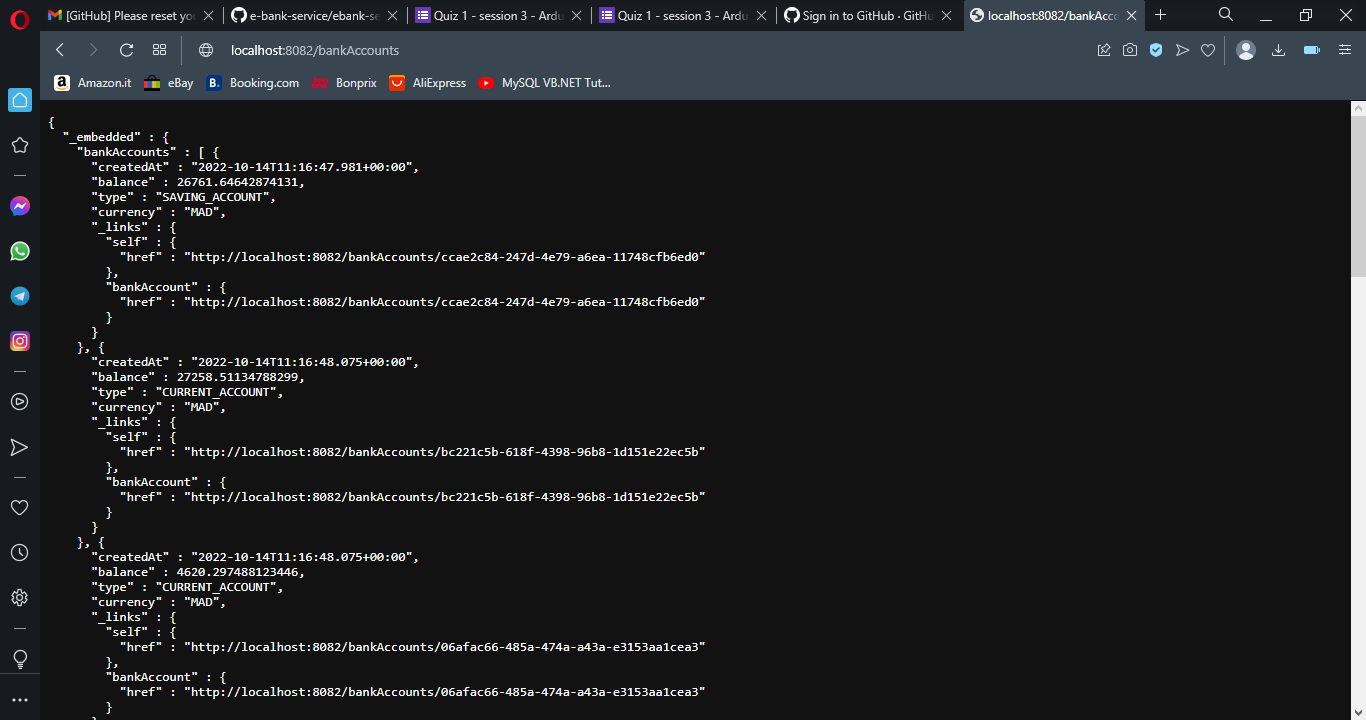 [GitHub] Please reset you
e-bank-service/ebank-se
Quiz 1 - session 3 - Ardu
Quiz 1 - session 3 - Ardu
Sign in to GitHub · GitHu
localhost:8082/bankAcco
localhost:8082/bankAccounts
Amazon.it
eBay
Booking.com
Bonprix
AliExpress
MySQL VB.NET Tut...
{
  "_embedded" : {
    "bankAccounts" : [ {
      "createdAt" : "2022-10-14T11:16:47.981+00:00",
      "balance" : 26761.64642874131,
      "type" : "SAVING_ACCOUNT",
      "currency" : "MAD",
      "_links" : {
        "self" : {
          "href" : "http://localhost:8082/bankAccounts/ccae2c84-247d-4e79-a6ea-11748cfb6ed0"
        },
        "bankAccount" : {
          "href" : "http://localhost:8082/bankAccounts/ccae2c84-247d-4e79-a6ea-11748cfb6ed0"
        }
      }
    }, {
      "createdAt" : "2022-10-14T11:16:48.075+00:00",
      "balance" : 27258.51134788299,
      "type" : "CURRENT_ACCOUNT",
      "currency" : "MAD",
      "_links" : {
        "self" : {
          "href" : "http://localhost:8082/bankAccounts/bc221c5b-618f-4398-96b8-1d151e22ec5b"
        },
        "bankAccount" : {
          "href" : "http://localhost:8082/bankAccounts/bc221c5b-618f-4398-96b8-1d151e22ec5b"
        }
      }
    }, {
      "createdAt" : "2022-10-14T11:16:48.075+00:00",
      "balance" : 4620.297488123446,
      "type" : "CURRENT_ACCOUNT",
      "currency" : "MAD",
      "_links" : {
        "self" : {
          "href" : "http://localhost:8082/bankAccounts/06afac66-485a-474a-a43a-e3153aa1cea3"
        },
        "bankAccount" : {
          "href" : "http://localhost:8082/bankAccounts/06afac66-485a-474a-a43a-e3153aa1cea3"
        }